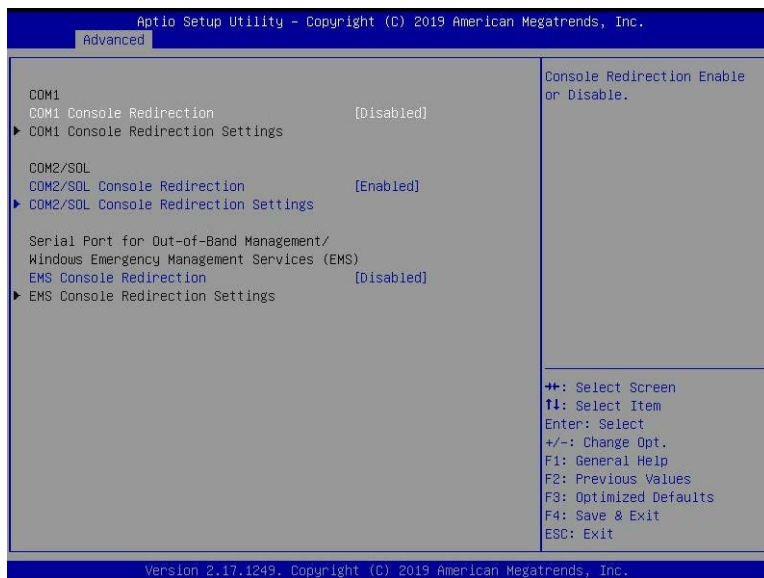 Aptio Setup Utility - Copyright (C) 2019 American Megatrends, Inc.
Advanced
COM1
COM1 Console Redirection [Disabled]
COM1 Console Redirection Settings
COM2/SOL
COM2/SOL Console Redirection [Enabled]
COM2/SOL Console Redirection Settings
Serial Port for Out-of-Band Management/
Windows Emergency Management Services (EMS)
EMS Console Redirection [Disabled]
EMS Console Redirection Settings
Console Redirection Enable
or Disable.
→←: Select Screen
↑↓: Select Item
Enter: Select
+/-: Change Opt.
F1: General Help
F2: Previous Values
F3: Optimized Defaults
F4: Save & Exit
ESC: Exit
Version 2.17.1249. Copyright (C) 2019 American Megatrends, Inc.